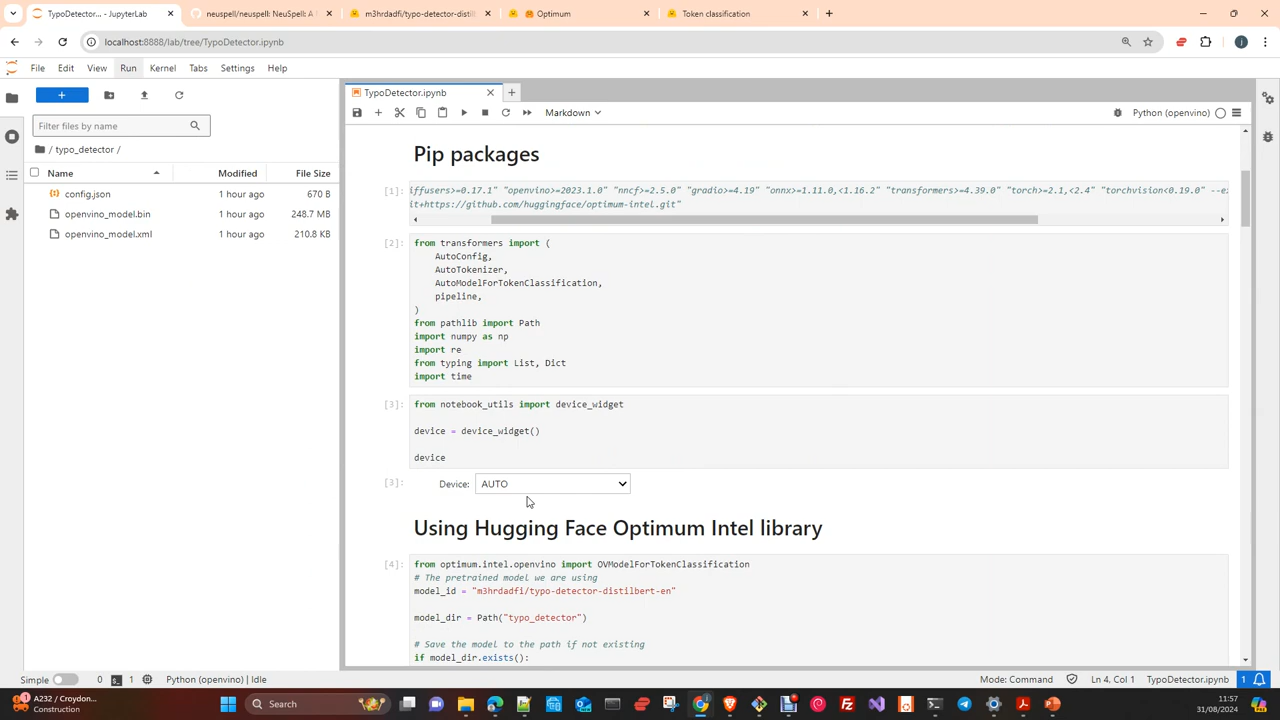 TypoDetector... - JupyterLab
neuspell/neuspell: NeuSpell: A
m3hrdadfi/typo-detector-distil
Optimum
Token classification
localhost:8888/lab/tree/TypoDetector.ipynb
File Edit View Run Kernel Tabs Settings Help
TypoDetector.ipynb
Markdown
Python (openvino)
Filter files by name
/ typo_detector /
Name Modified File Size
config.json 1 hour ago 670 B
openvino_model.bin 1 hour ago 248.7 MB
openvino_model.xml 1 hour ago 210.8 KB
Pip packages
[1]: iffusers>=0.17.1" "openvino>=2023.1.0" "nncf>=2.5.0" "gradio>=4.19" "onnx>=1.11.0,<1.16.2" "transformers>=4.39.0" "torch>=2.1,<2.4" "torchvision<0.19.0" --ex
it+https://github.com/huggingface/optimum-intel.git"
[2]: from transformers import (
AutoConfig,
AutoTokenizer,
AutoModelForTokenClassification,
pipeline,
)
from pathlib import Path
import numpy as np
import re
from typing import List, Dict
import time
[3]: from notebook_utils import device_widget
device = device_widget()
device
[3]: Device: AUTO
Using Hugging Face Optimum Intel library
[4]: from optimum.intel.openvino import OVModelForTokenClassification
# The pretrained model we are using
model_id = "m3hrdadfi/typo-detector-distilbert-en"
model_dir = Path("typo_detector")
# Save the model to the path if not existing
if model_dir.exists():
Simple 0 1 Python (openvino) | Idle
Mode: Command Ln 4, Col 1 TypoDetector.ipynb 1
A232 / Croydon...
Construction
Search
11:57
31/08/2024